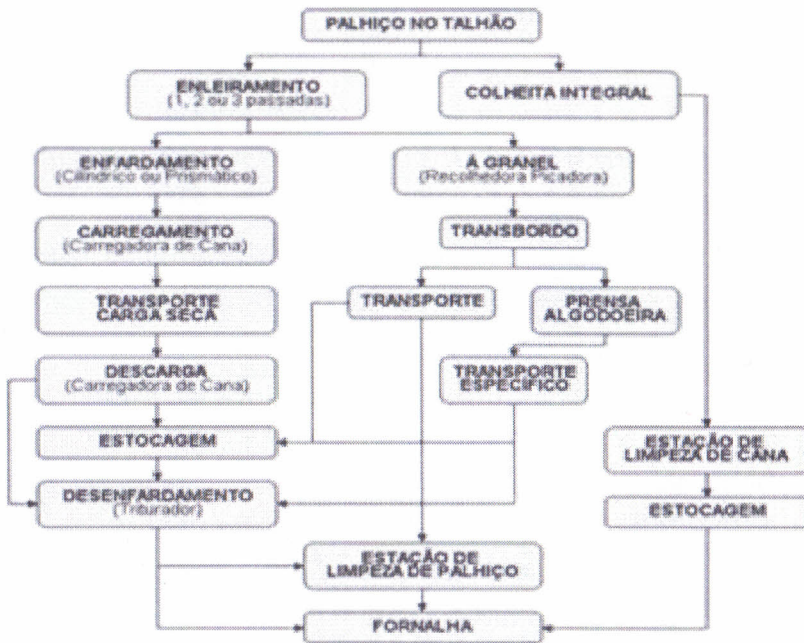 PALHIÇO NO TALHÃO
ENLEIRAMENTO
(1, 2 ou 3 passadas)
COLHEITA INTEGRAL
ENFARDAMENTO
(Cilíndrico ou Prismático)
À GRANEL
(Recolhedora Picadora)
CARREGAMENTO
(Carregadora de Cana)
TRANSBORDO
TRANSPORTE
CARGA SECA
TRANSPORTE
PRENSA
ALGODOEIRA
DESCARGA
(Carregadora de Cana)
TRANSPORTE
ESPECÍFICO
ESTOCAGEM
ESTAÇÃO DE
LIMPEZA DE CANA
DESENFARDAMENTO
(Triturador)
ESTOCAGEM
ESTAÇÃO DE
LIMPEZA DE PALHIÇO
FORNALHA